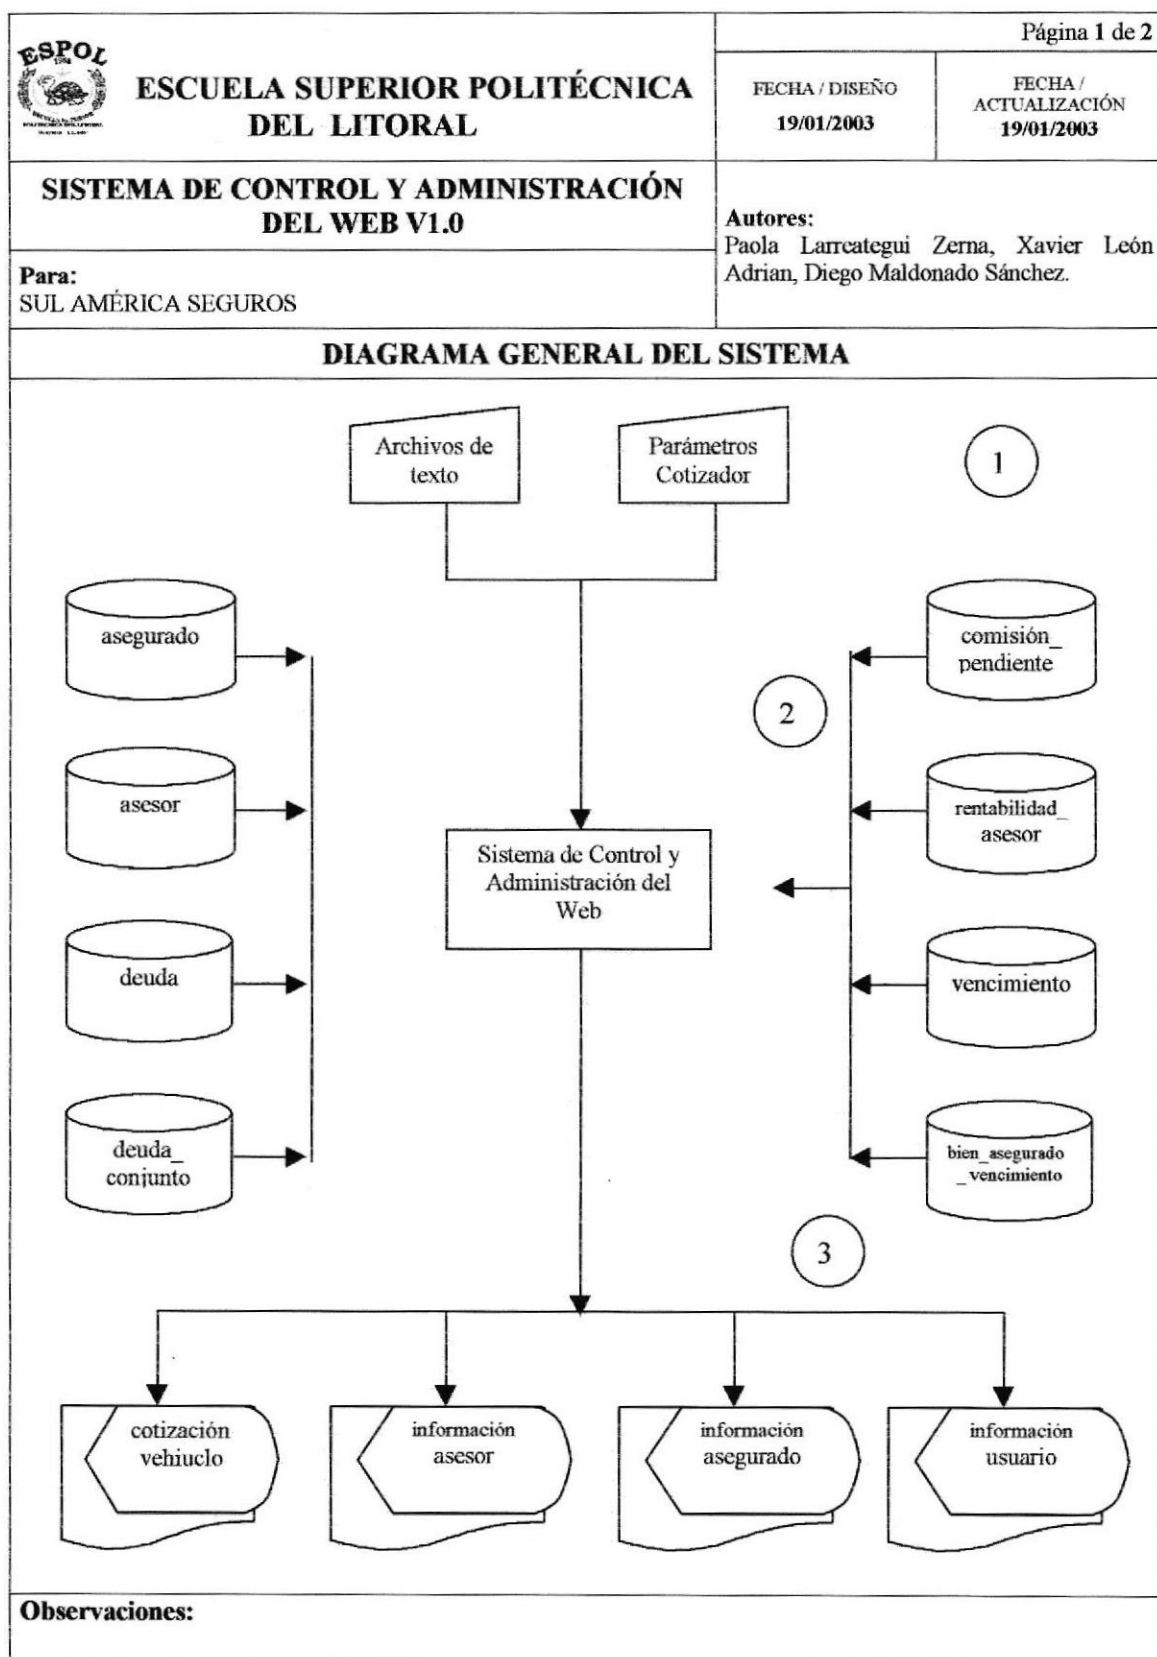 Página 1 de 2
ESPOL
ESCUELA SUPERIOR POLITÉCNICA
DEL LITORAL
FECHA / DISEÑO
19/01/2003
FECHA /
ACTUALIZACIÓN
19/01/2003
SISTEMA DE CONTROL Y ADMINISTRACIÓN
DEL WEB V1.0
Autores:
Paola Larreategui Zerna, Xavier León
Adrian, Diego Maldonado Sánchez.
Para:
SUL AMÉRICA SEGUROS
DIAGRAMA GENERAL DEL SISTEMA
Archivos de
texto
Parámetros
Cotizador
1
asegurado
comisión_
pendiente
2
asesor
rentabilidad_
asesor
Sistema de Control y
Administración del
Web
deuda
vencimiento
deuda_
conjunto
bien_asegurado
_vencimiento
3
cotización
vehiuclo
información
asesor
información
asegurado
información
usuario
Observaciones: